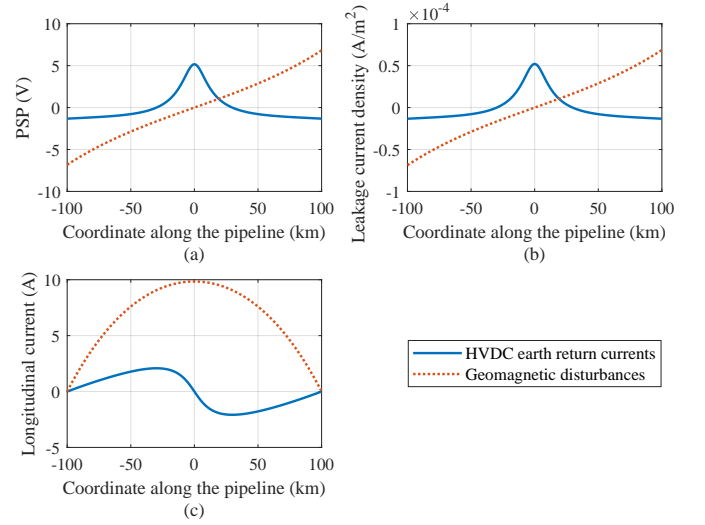 10
5
0
-5
-10
PSP (V)
-100 -50 0 50 100
Coordinate along the pipeline (km)
(a)
×10⁻⁴
1
0.5
0
-0.5
-1
Leakage current density (A/m²)
-100 -50 0 50 100
Coordinate along the pipeline (km)
(b)
10
5
0
-5
Longitudinal current (A)
-100 -50 0 50 100
Coordinate along the pipeline (km)
(c)
HVDC earth return currents
Geomagnetic disturbances